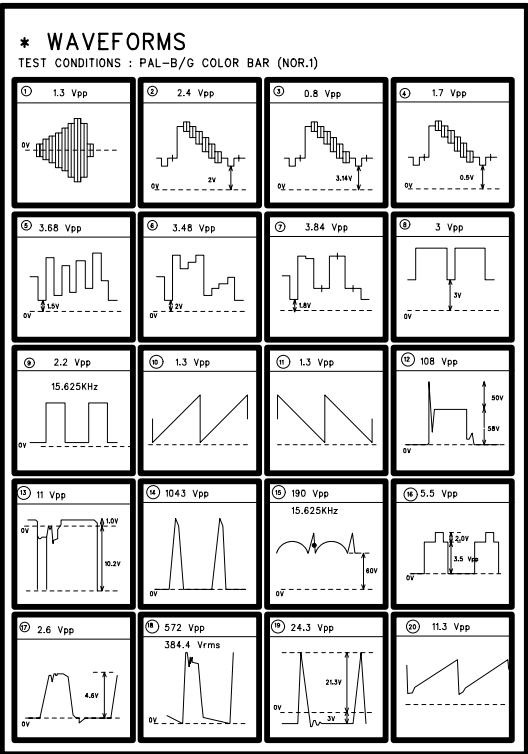 * WAVEFORMS
TEST CONDITIONS : PAL-B/G COLOR BAR (NOR.1)
1 1.3 Vpp
0V
2 2.4 Vpp
2V
0V
3 0.8 Vpp
3.14V
0V
4 1.7 Vpp
0.5V
0V
5 3.68 Vpp
1.5V
0V
6 3.48 Vpp
2V
0V
7 3.84 Vpp
1.8V
0V
8 3 Vpp
3V
0V
9 2.2 Vpp
15.625KHz
0V
10 1.3 Vpp
11 1.3 Vpp
12 108 Vpp
50V
58V
0V
13 11 Vpp
1.0V
0V
10.2V
14 1043 Vpp
15 190 Vpp
15.625KHz
60V
0V
16 5.5 Vpp
2.0V
3.5 Vpp
0V
17 2.6 Vpp
4.6V
0V
18 572 Vpp
384.4 Vrms
0V
19 24.3 Vpp
21.3V
0V
3V
20 11.3 Vpp